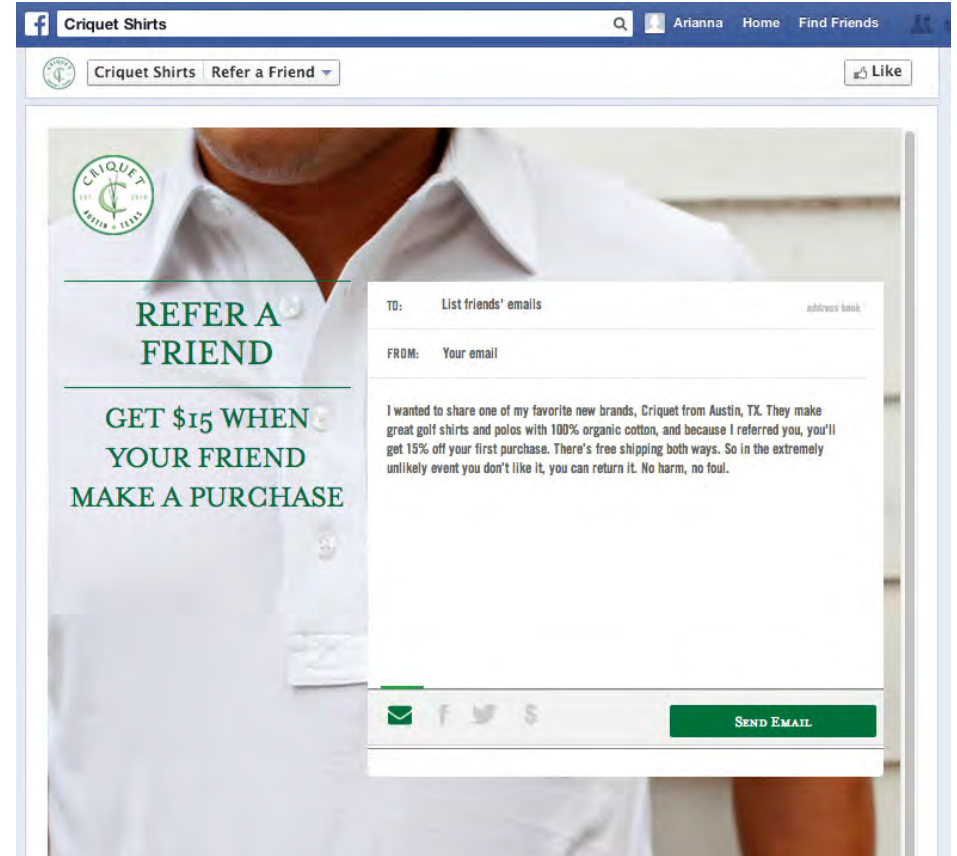 Criquet Shirts
Arianna Home Find Friends
Criquet Shirts Refer a Friend
Like
CRIQUET
AUSTIN TEXAS
REFER A
FRIEND
GET $15 WHEN
YOUR FRIEND
MAKE A PURCHASE
TO: List friends' emails address book
FROM: Your email
I wanted to share one of my favorite new brands, Criquet from Austin, TX. They make
great golf shirts and polos with 100% organic cotton, and because I referred you, you'll
get 15% off your first purchase. There's free shipping both ways. So in the extremely
unlikely event you don't like it, you can return it. No harm, no foul.
SEND EMAIL